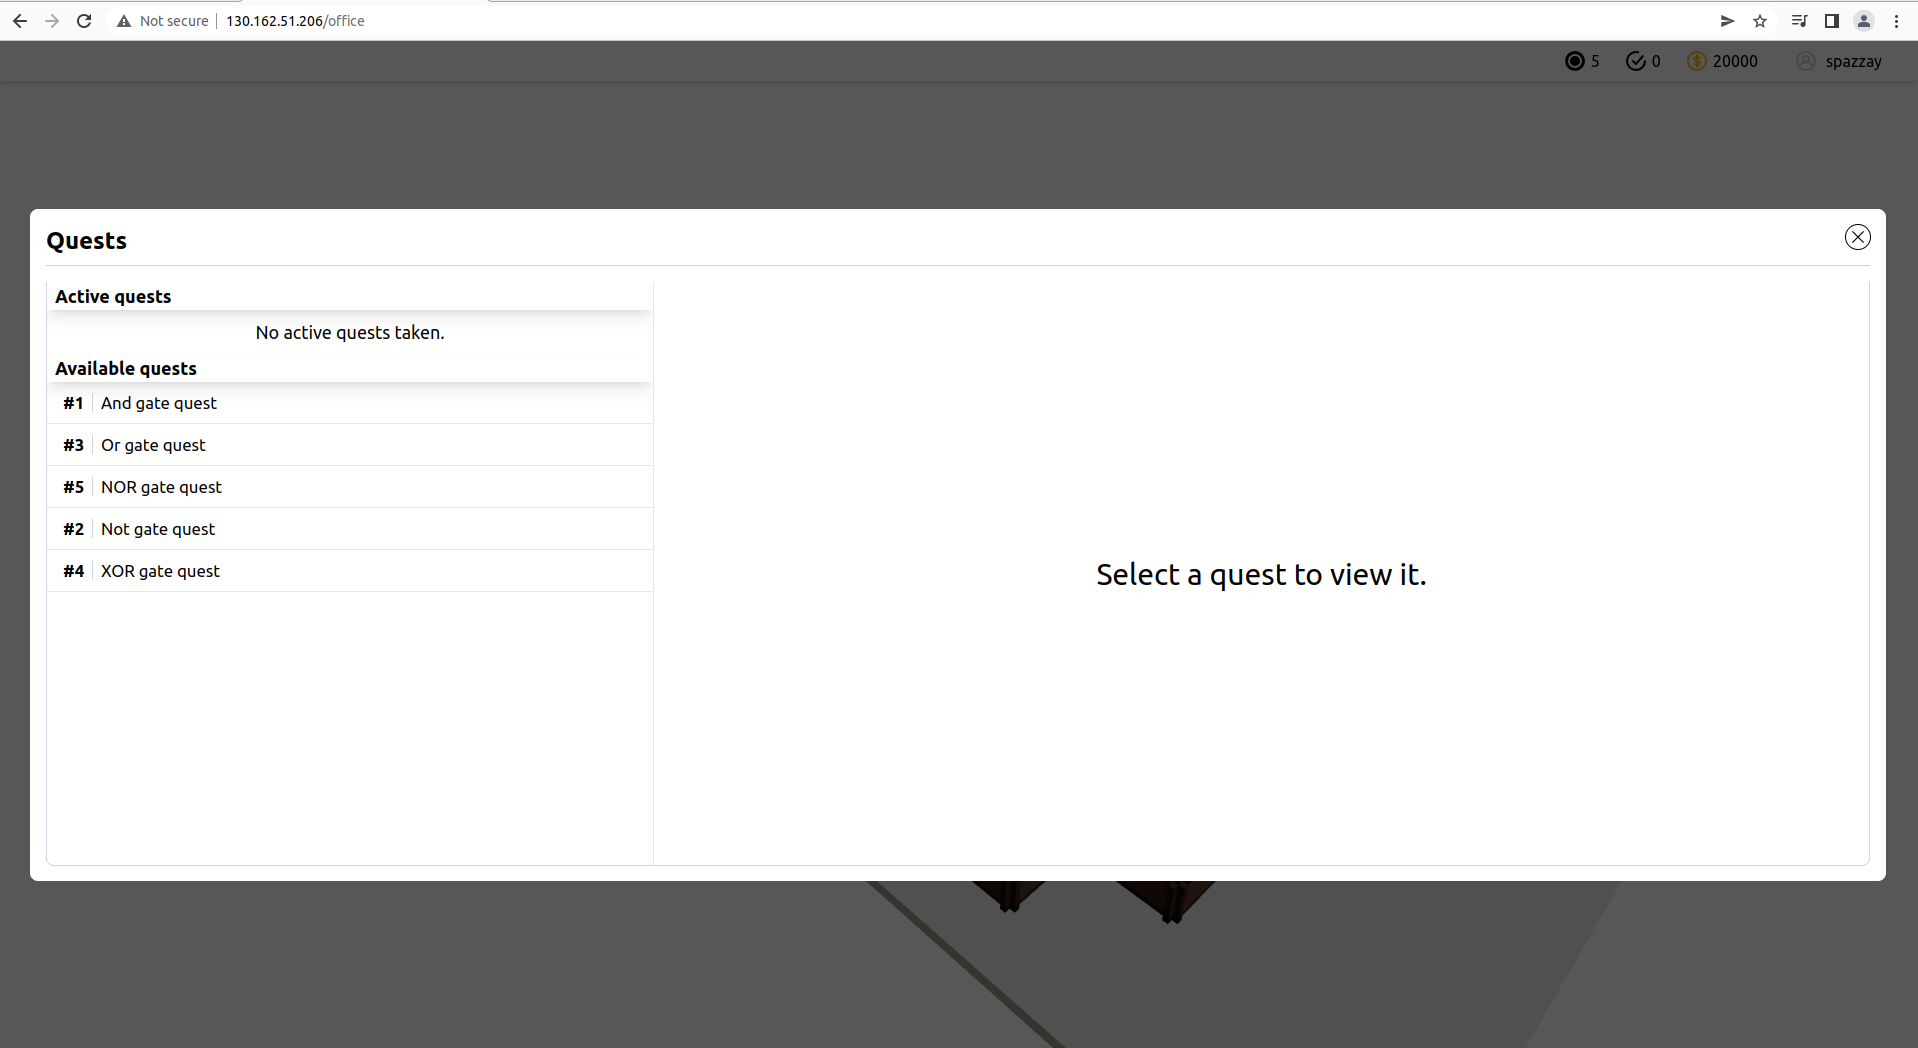 Not secure 130.162.51.206/office
5 0 20000 spazzay
Quests
Active quests
No active quests taken.
Available quests
#1 And gate quest
#3 Or gate quest
#5 NOR gate quest
#2 Not gate quest
#4 XOR gate quest
Select a quest to view it.